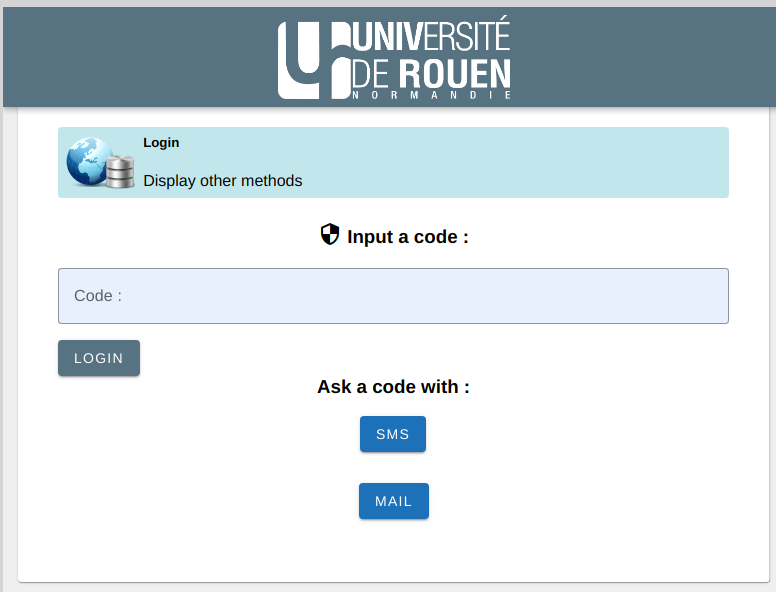 UNIVERSITÉ
DE ROUEN
NORMANDIE
Login
Display other methods
Input a code :
Code :
LOGIN
Ask a code with :
SMS
MAIL